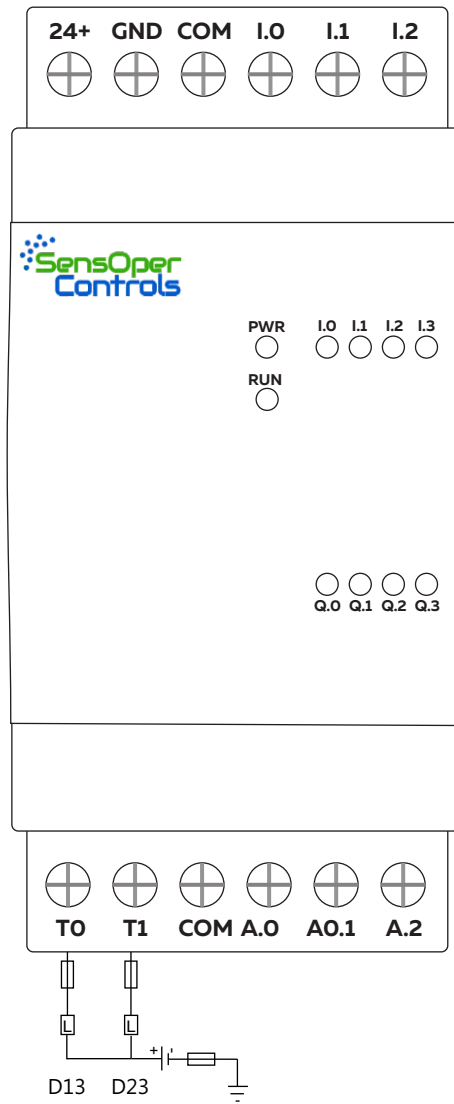 24+ GND COM I.0 I.1 I.2
SensOper
Controls
PWR I.0 I.1 I.2 I.3
RUN
Q.0 Q.1 Q.2 Q.3
T0 T1 COM A.0 A0.1 A.2
L L
+ -
D13 D23